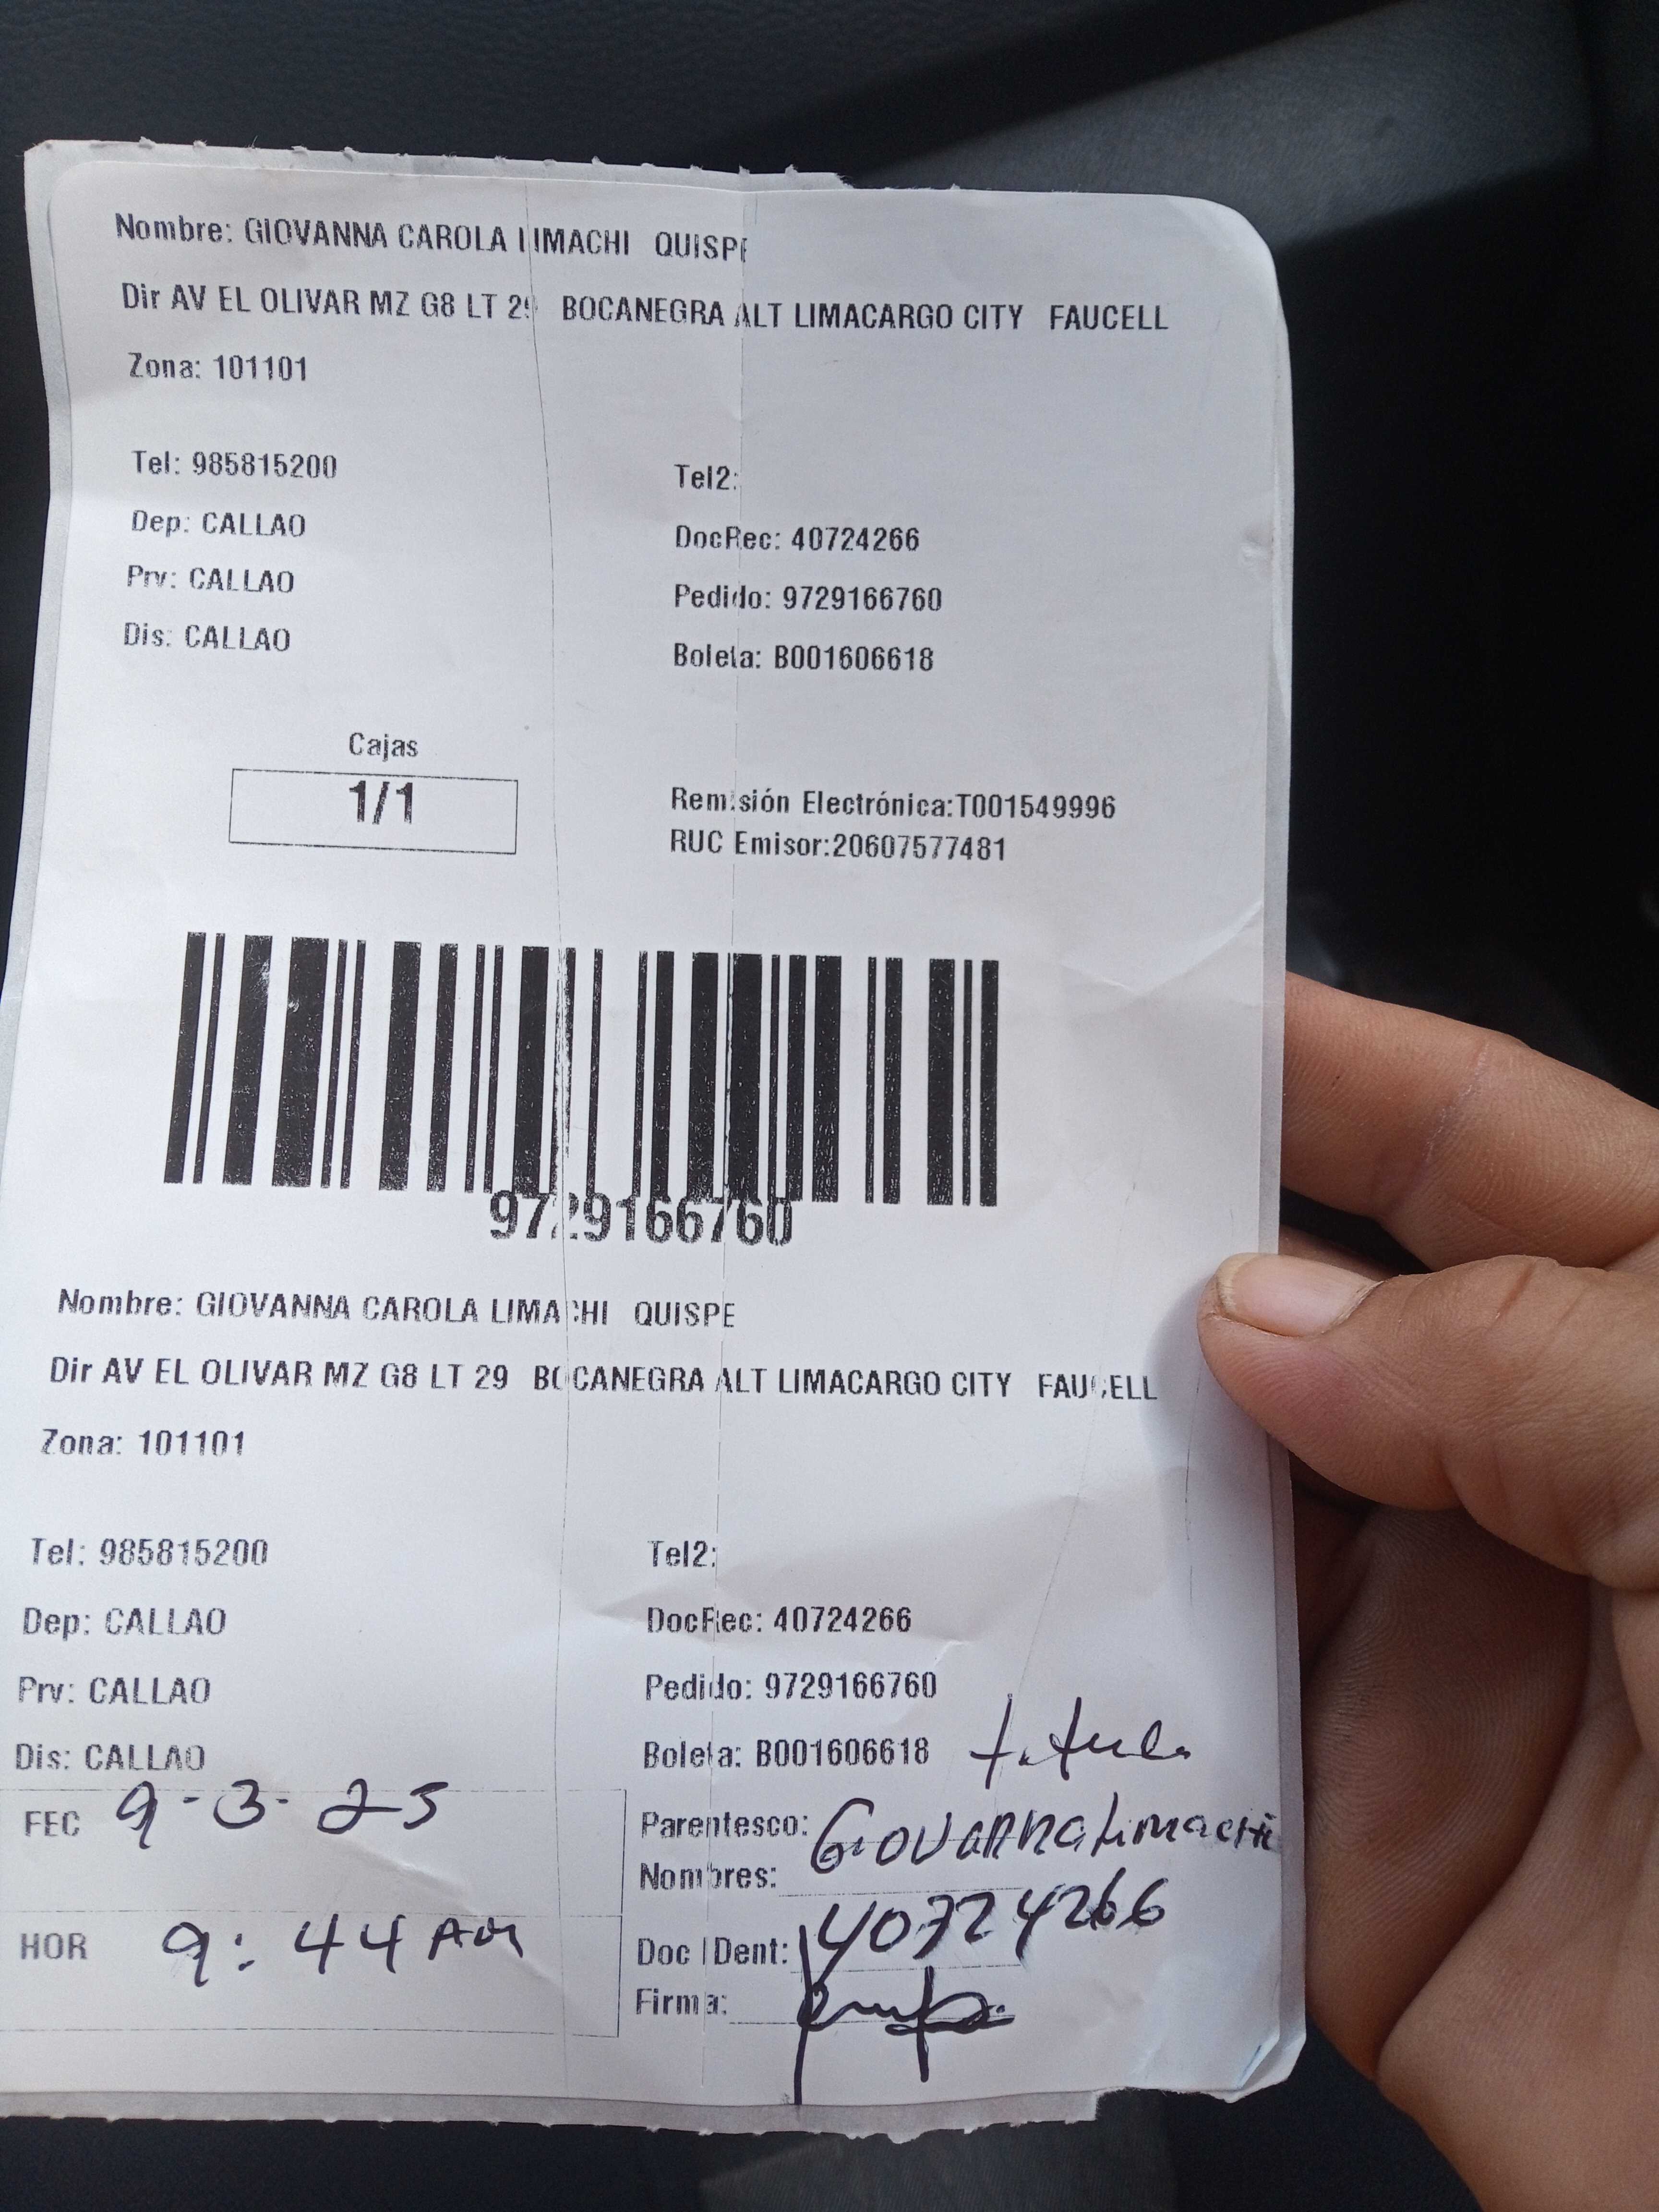 Nombre: GIOVANNA CAROLA LIMACHI QUISPE
Dir AV EL OLIVAR MZ G8 LT 29 BOCANEGRA ALT LIMACARGO CITY FAUCELL
Zona: 101101
Tel: 985815200 Tel2:
Dep: CALLAO DocRec: 40724266
Prv: CALLAO Pedido: 9729166760
Dis: CALLAO Boleta: B001606618
Cajas
1/1
Remisión Electrónica:T001549996
RUC Emisor:20607577481
9729166760
Nombre: GIOVANNA CAROLA LIMACHI QUISPE
Dir AV EL OLIVAR MZ G8 LT 29 BOCANEGRA ALT LIMACARGO CITY FAUCELL
Zona: 101101
Tel: 985815200 Tel2:
Dep: CALLAO DocRec: 40724266
Prv: CALLAO Pedido: 9729166760
Dis: CALLAO Boleta: B001606618
FEC 9-3-25 Parentesco:
Nombres: Giovanna Limachi
HOR 9:44 AM Doc IDent: 40724266
Firma: